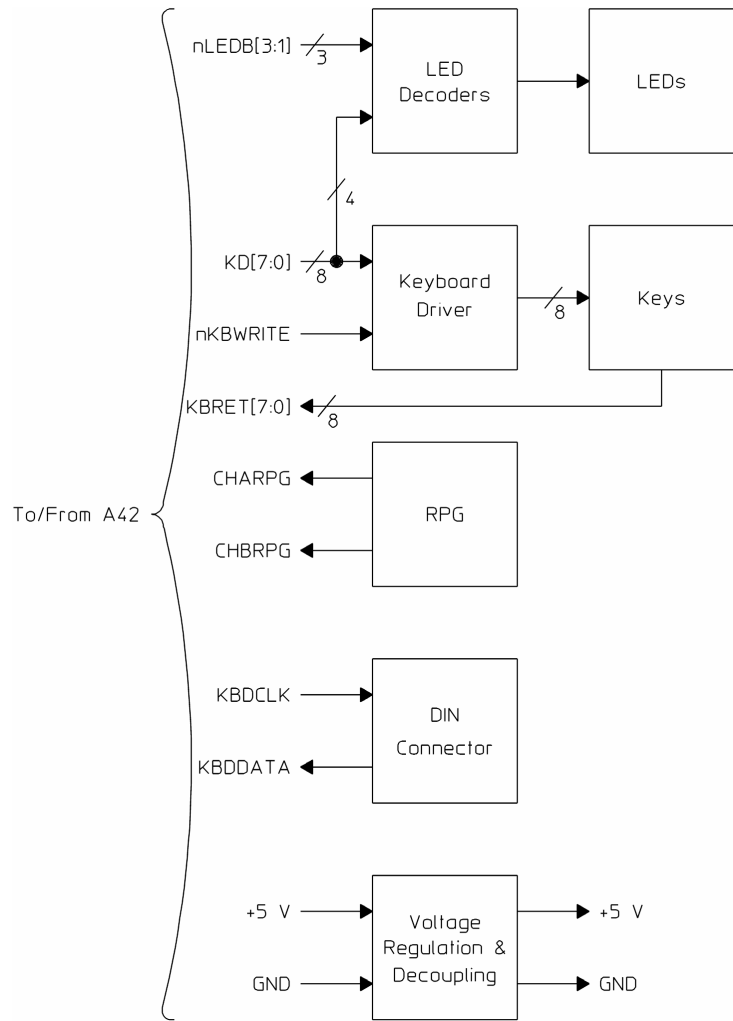 nLEDB[3:1]
3
LED
Decoders
LEDs
4
KD[7:0]
8
Keyboard
Driver
8
Keys
nKBWRITE
KBRET[7:0]
8
CHARPG
RPG
To/From A42
CHBRPG
KBDCLK
DIN
Connector
KBDDATA
+5 V
Voltage
Regulation &
Decoupling
+5 V
GND
GND